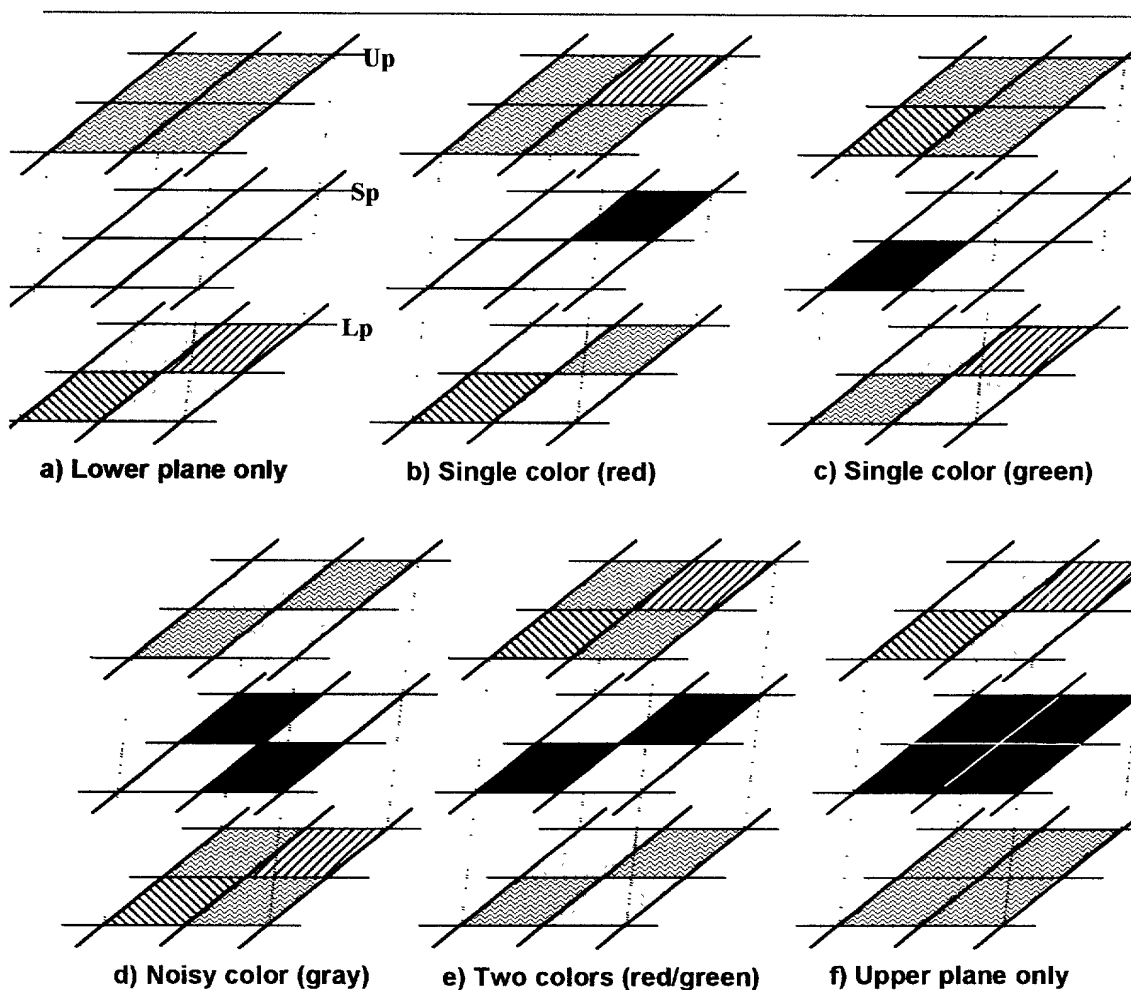 Up
Sp
Lp
a) Lower plane only
b) Single color (red)
c) Single color (green)
d) Noisy color (gray)
e) Two colors (red/green)
f) Upper plane only